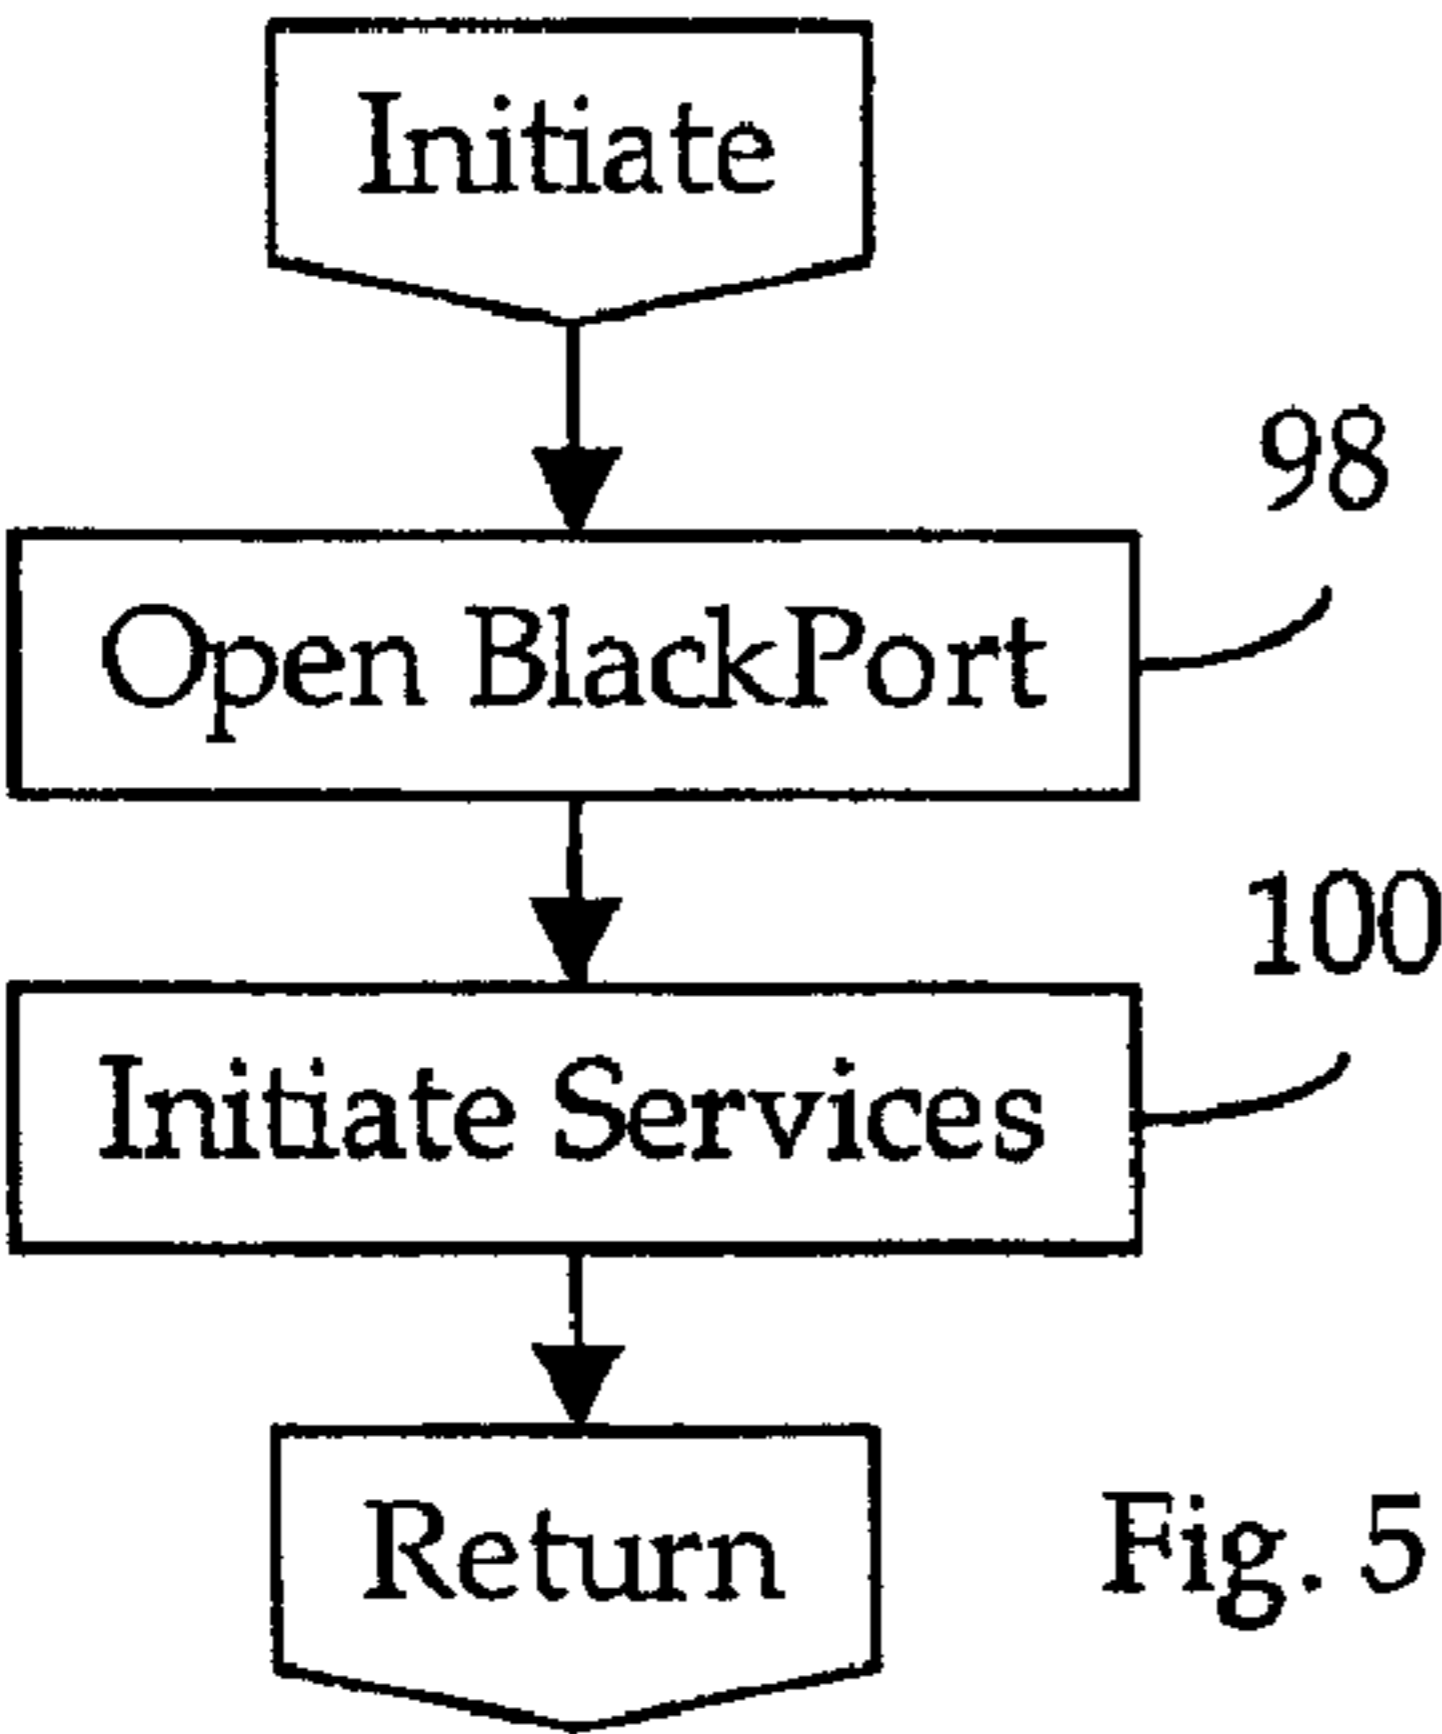 Initiate
98
Open BlackPort
100
Initiate Services
Return
Fig. 5